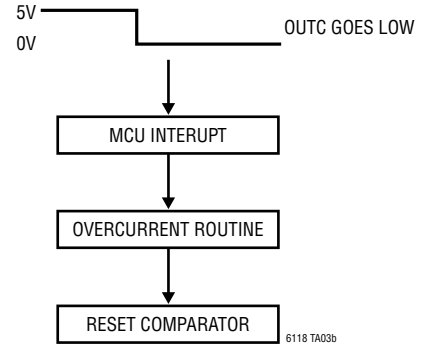 5V
0V
OUTC GOES LOW
MCU INTERUPT
OVERCURRENT ROUTINE
RESET COMPARATOR
6118 TA03b